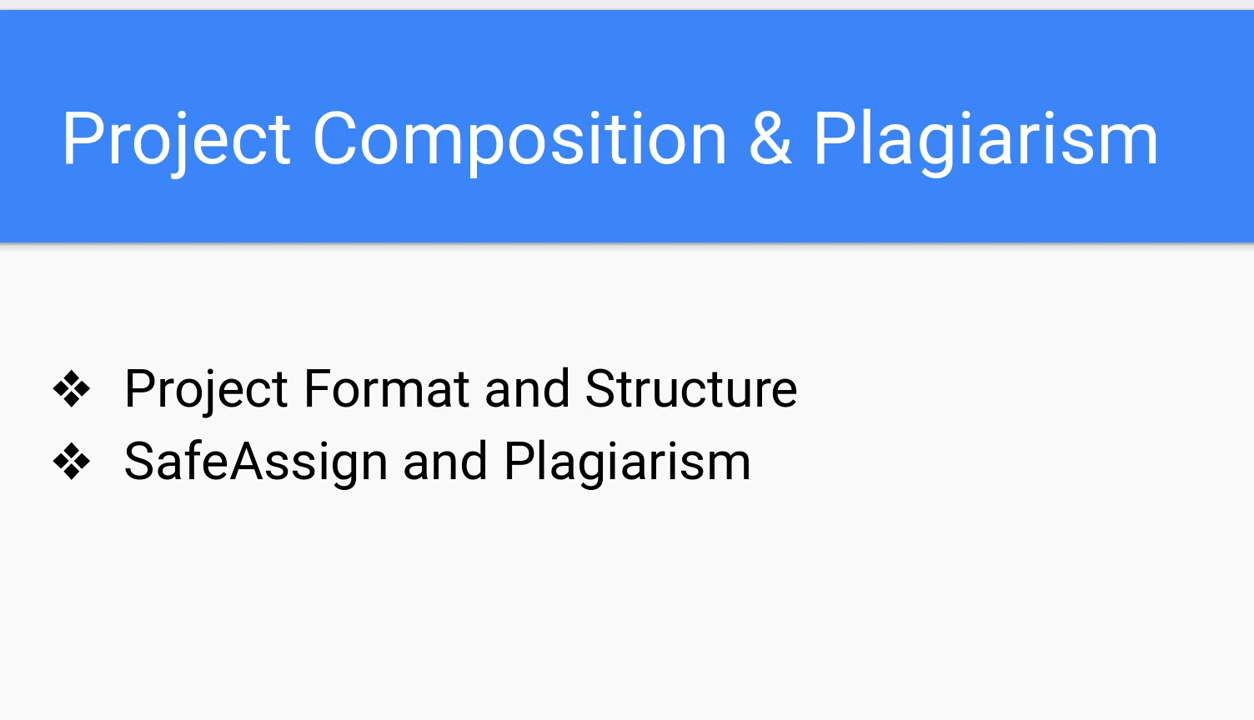 Project Composition & Plagiarism
❖ Project Format and Structure
❖ SafeAssign and Plagiarism